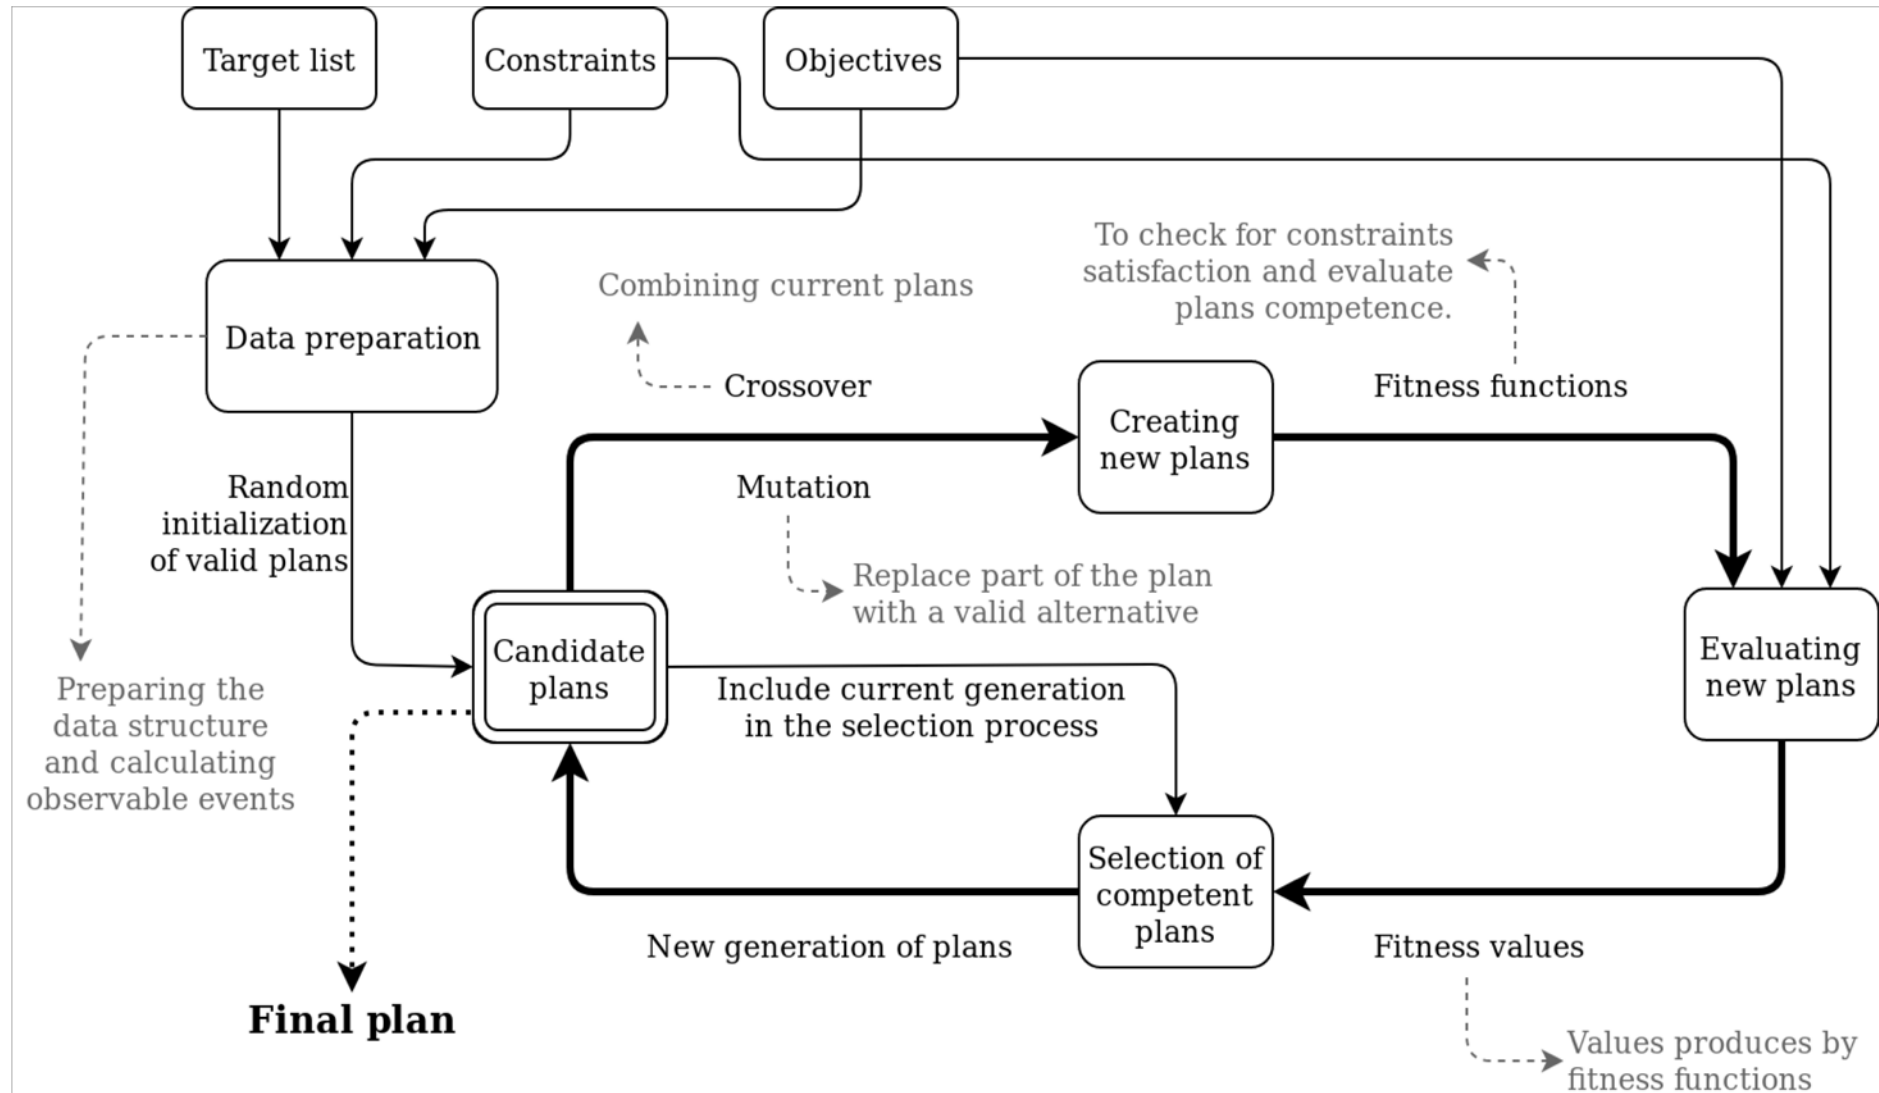 Target list
Constraints
Objectives
To check for constraints
satisfaction and evaluate
plans competence.
Combining current plans
Data preparation
Crossover
Creating
new plans
Fitness functions
Random
initialization
of valid plans
Mutation
Replace part of the plan
with a valid alternative
Candidate
plans
Evaluating
new plans
Include current generation
in the selection process
Preparing the
data structure
and calculating
observable events
Selection of
competent
plans
New generation of plans
Fitness values
Final plan
Values produces by
fitness functions